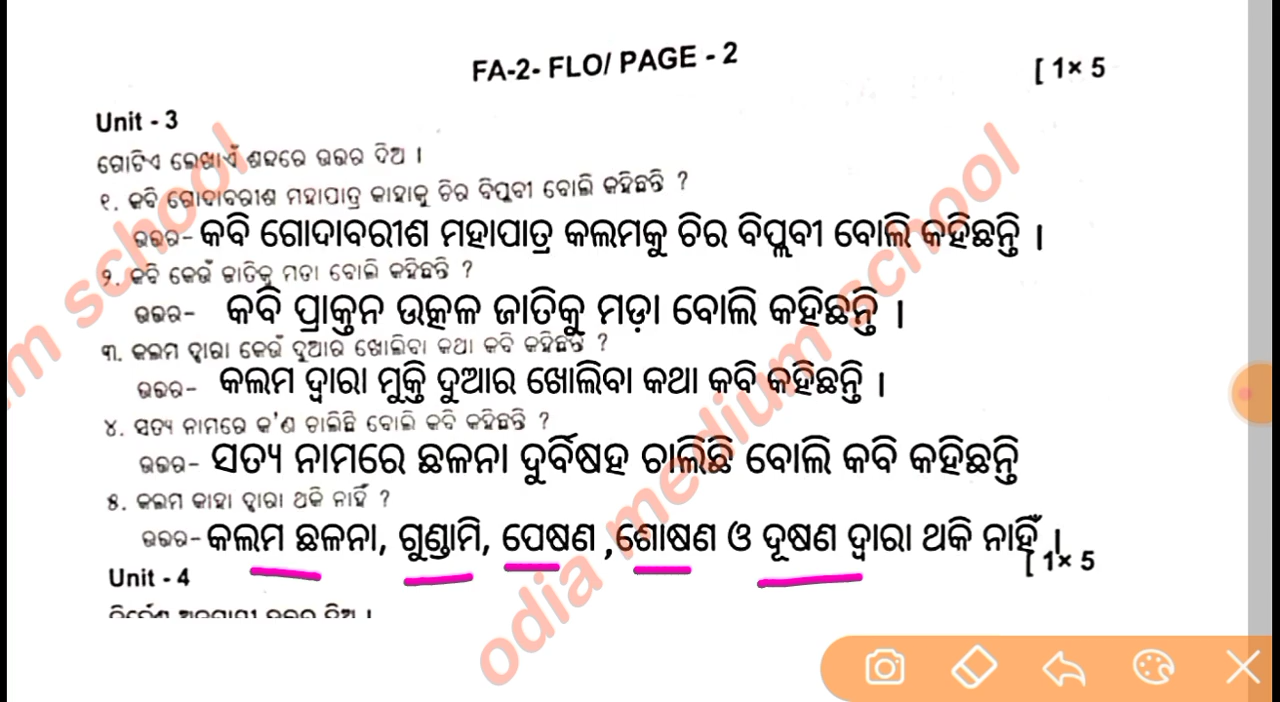 FA-2- FLO/ PAGE - 2
[ 1× 5
Unit - 3
ଗୋଟିଏ ଲେଖାଏଁ ଶବ୍ଦରେ ଉତ୍ତର ଦିଅ ।
୧. କବି ଗୋଦାବରୀଶ ମହାପାତ୍ର କାହାକୁ ଚିର ବିପ୍ଳବୀ ବୋଲି କହିଛନ୍ତି ?
ଉତ୍ତର- କବି ଗୋଦାବରୀଶ ମହାପାତ୍ର କଲମକୁ ଚିର ବିପ୍ଲବୀ ବୋଲି କହିଛନ୍ତି ।
୨. କବି କେଉଁ ଜାତିକୁ ମଡା ବୋଲି କହିଛନ୍ତି ?
ଉତ୍ତର- କବି ପ୍ରାକ୍ତନ ଉତ୍କଳ ଜାତିକୁ ମଡ଼ା ବୋଲି କହିଛନ୍ତି ।
୩. କଲମ ଦ୍ୱାରା କେଉଁ ଦୁଆର ଖୋଲିବା କଥା କବି କହିଛନ୍ତି ?
ଉତ୍ତର- କଲମ ଦ୍ୱାରା ମୁକ୍ତି ଦୁଆର ଖୋଲିବା କଥା କବି କହିଛନ୍ତି ।
୪. ସତ୍ୟ ନାମରେ କ'ଣ ଚାଲିଛି ବୋଲି କବି କହିଛନ୍ତି ?
ଉତ୍ତର- ସତ୍ୟ ନାମରେ ଛଳନା ଦୁର୍ବିଷହ ଚାଲିଛି ବୋଲି କବି କହିଛନ୍ତି
୫. କଲମ କାହା ଦ୍ୱାରା ଥକି ନାହିଁ ?
ଉତ୍ତର- କଲମ ଛଳନା, ଗୁଣ୍ଡାମି, ପେଷଣ ,ଶୋଷଣ ଓ ଦୂଷଣ ଦ୍ୱାରା ଥକି ନାହିଁ ।
[ 1× 5
Unit - 4
ନିର୍ଦ୍ଦେଶ ଅନୁଯାୟୀ ଉତ୍ତର ଦିଅ ।
odia medium school